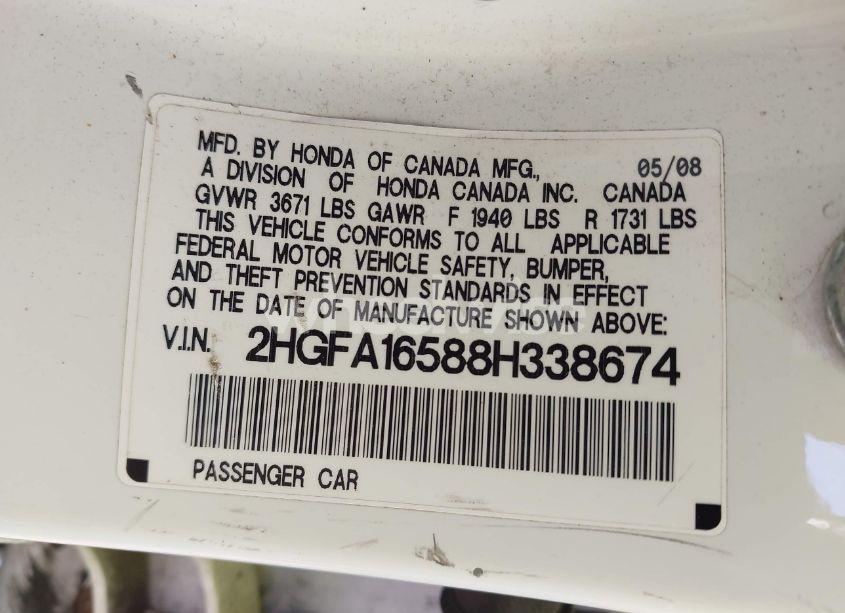 MFD. BY HONDA OF CANADA MFG., 05/08
A DIVISION OF HONDA CANADA INC. CANADA
GVWR 3671 LBS GAWR F 1940 LBS R 1731 LBS
THIS VEHICLE CONFORMS TO ALL APPLICABLE
FEDERAL MOTOR VEHICLE SAFETY, BUMPER,
AND THEFT PREVENTION STANDARDS IN EFFECT
ON THE DATE OF MANUFACTURE SHOWN ABOVE:
V.I.N. 2HGFA16588H338674
PASSENGER CAR